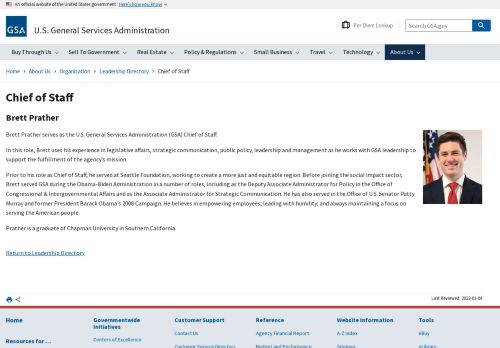 An official website of the United States government Here's how you know
GSA U.S. General Services Administration
Per Diem Lookup
Search GSA.gov
Buy Through Us Sell To Government Real Estate Policy & Regulations Small Business Travel Technology About Us
Home › About Us › Organization › Leadership Directory › Chief of Staff
Chief of Staff
Brett Prather
Brett Prather serves as the U.S. General Services Administration (GSA) Chief of Staff.
In this role, Brett uses his experience in legislative affairs, strategic communication, public policy, leadership and management as he works with GSA leadership to
support the fulfillment of the agency's mission.
Prior to his role as Chief of Staff, he served at Seattle Foundation, working to create a more just and equitable region. Before joining the social impact sector,
Brett served GSA during the Obama-Biden Administration in a number of roles, including as the Deputy Associate Administrator for Policy in the Office of
Congressional & Intergovernmental Affairs and as the Associate Administrator for Strategic Communication. He has also served in the Office of U.S. Senator Patty
Murray and former President Barack Obama's 2008 Campaign. He believes in empowering employees; leading with humility; and always maintaining a focus on
serving the American people.
Prather is a graduate of Chapman University in Southern California.
Return to Leadership Directory
Last Reviewed: 2023-01-04
Home
Resources for ...
Governmentwide
Initiatives
Centers of Excellence
Customer Support
Contact Us
Customer Service Directors
Reference
Agency Financial Report
Budget and Performance
Website Information
A-Z Index
Sitemap
Tools
eBuy
eLibrary